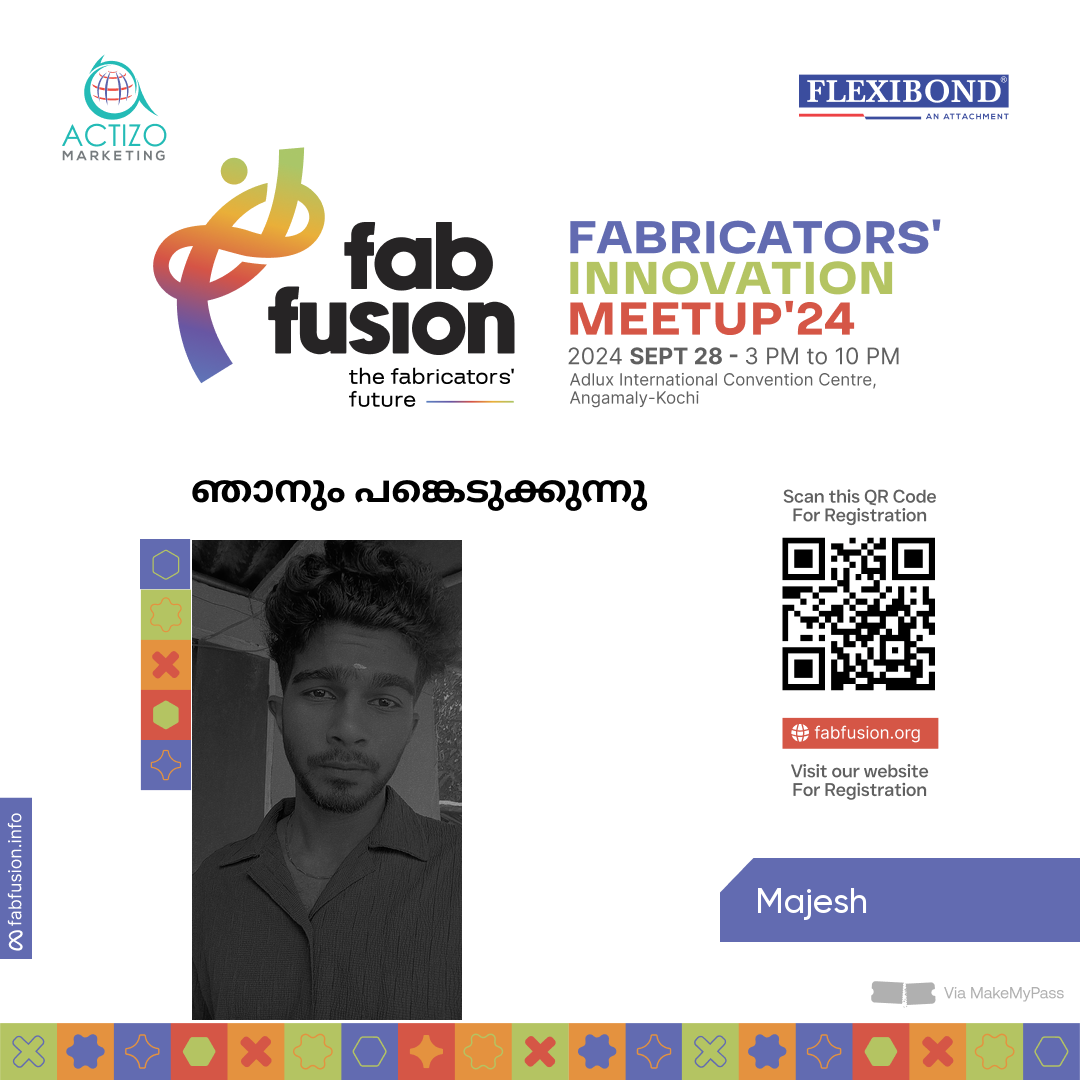 ACTIZO
MARKETING
FLEXIBOND®
AN ATTACHMENT
fab
fusion
the fabricators'
future
FABRICATORS'
INNOVATION
MEETUP'24
2024 SEPT 28 - 3 PM to 10 PM
Adlux International Convention Centre,
Angamaly-Kochi
ഞാനും പങ്കെടുക്കുന്നു
Scan this QR Code
For Registration
fabfusion.org
Visit our website
For Registration
fabfusion.info
Majesh
Via MakeMyPass